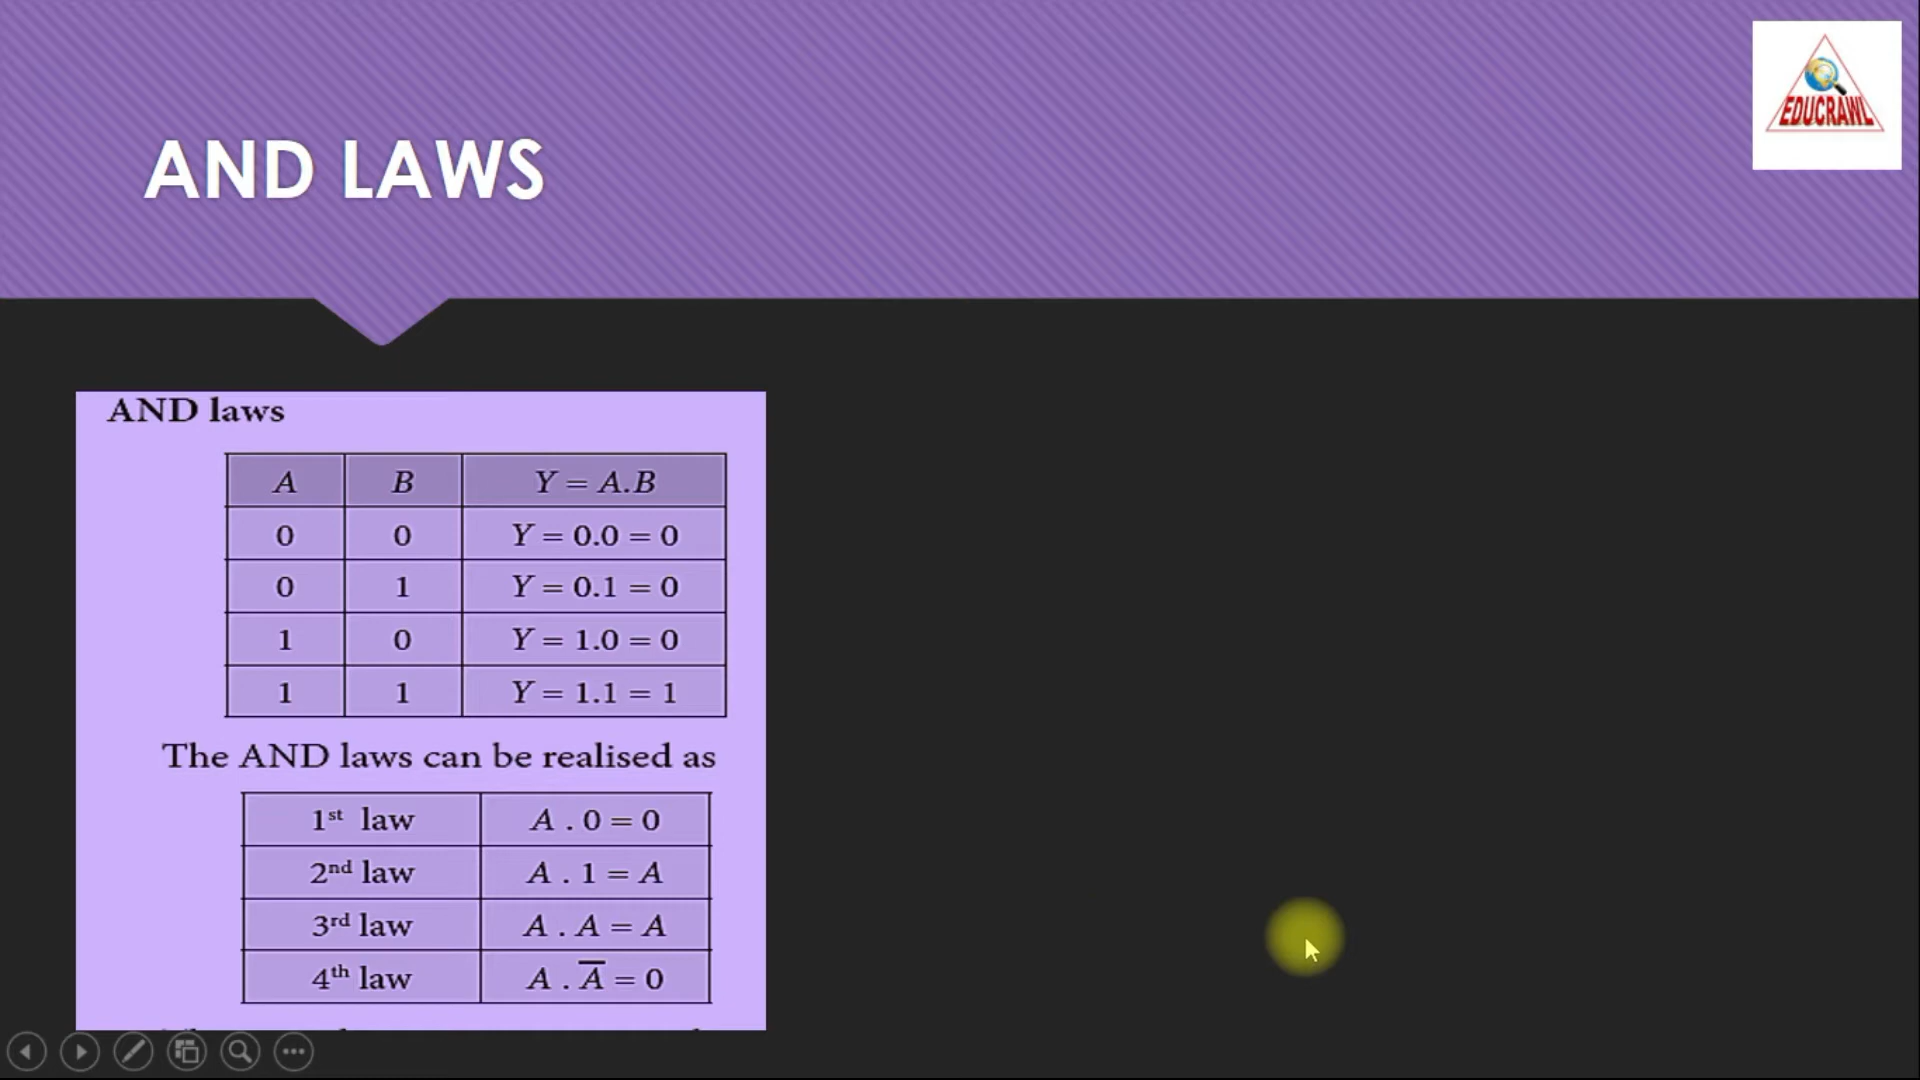 EDUCRAWL
AND LAWS
AND laws
A B Y = A.B
0 0 Y = 0.0 = 0
0 1 Y = 0.1 = 0
1 0 Y = 1.0 = 0
1 1 Y = 1.1 = 1
The AND laws can be realised as
1st law A . 0 = 0
2nd law A . 1 = A
3rd law A . A = A
4th law A . A̅ = 0